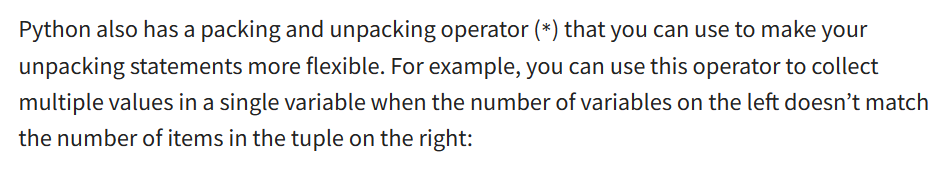 Python also has a packing and unpacking operator (*) that you can use to make your
unpacking statements more flexible. For example, you can use this operator to collect
multiple values in a single variable when the number of variables on the left doesn’t match
the number of items in the tuple on the right: